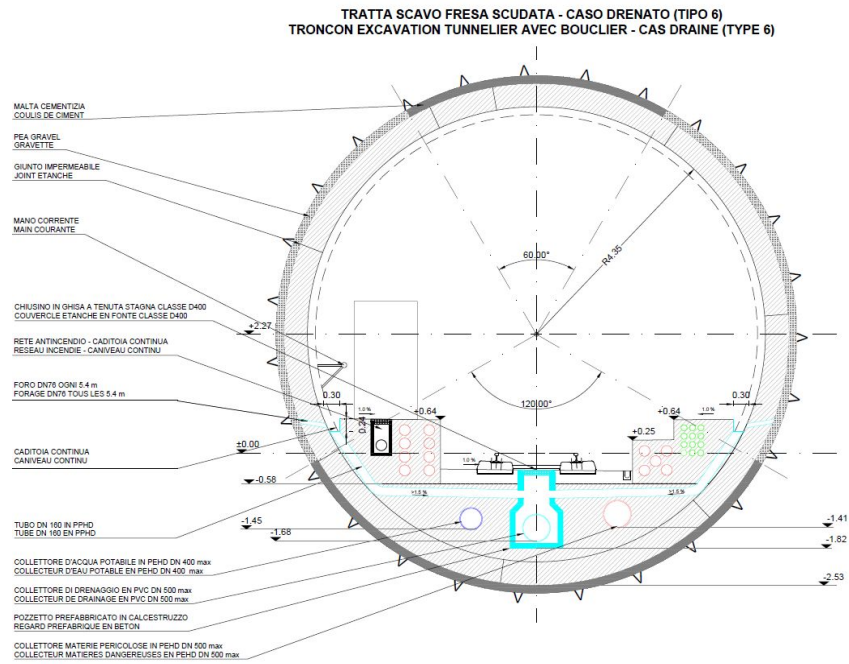 TRATTA SCAVO FRESA SCUDATA - CASO DRENATO (TIPO 6)
TRONCON EXCAVATION TUNNELIER AVEC BOUCLIER - CAS DRAINE (TYPE 6)
MALTA CEMENTIZIA
COULIS DE CIMENT
PEA GRAVEL
GRAVETTE
GIUNTO IMPERMEABILE
JOINT ETANCHE
MANO CORRENTE
MAIN COURANTE
CHIUSINO IN GHISA A TENUTA STAGNA CLASSE D400
COUVERCLE ETANCHE EN FONTE CLASSE D400
RETE ANTINCENDIO - CADITOIA CONTINUA
RESEAU INCENDIE - CANIVEAU CONTINU
FORO DN76 OGNI 5.4 m
FORAGE DN76 TOUS LES 5.4 m
CADITOIA CONTINUA
CANIVEAU CONTINU
TUBO DN 160 IN PPHD
TUBE DN 160 EN PPHD
COLLETTORE D'ACQUA POTABILE IN PEHD DN 400 max
COLLECTEUR D'EAU POTABLE EN PEHD DN 400 max
COLLETTORE DI DRENAGGIO EN PVC DN 500 max
COLLECTEUR DE DRAINAGE EN PVC DN 500 max
POZZETTO PREFABBRICATO IN CALCESTRUZZO
REGARD PREFABRIQUE EN BETON
COLLETTORE MATERIE PERICOLOSE IN PEHD DN 500 max
COLLECTEUR MATIERES DANGEREUSES EN PEHD DN 500 max
R4.35
60.00°
120.00°
+2.27
0.30
0.30
1.0 %
+0.64
+0.64
1.0%
0.24
+0.25
±0.00
1.0 %
-0.58
±1.0%
±1.0%
-1.45
-1.68
-1.41
-1.82
-2.53